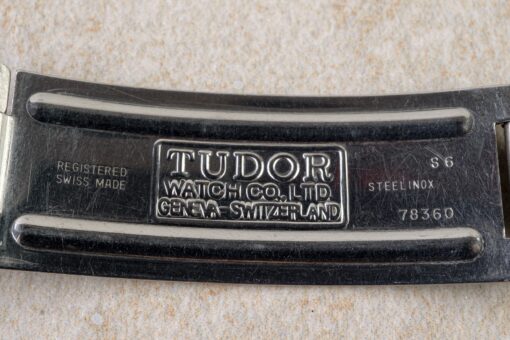 REGISTERED
SWISS MADE
TUDOR
WATCH CO., LTD.
GENEVA-SWITZERLAND
S6
STEELINOX
78360